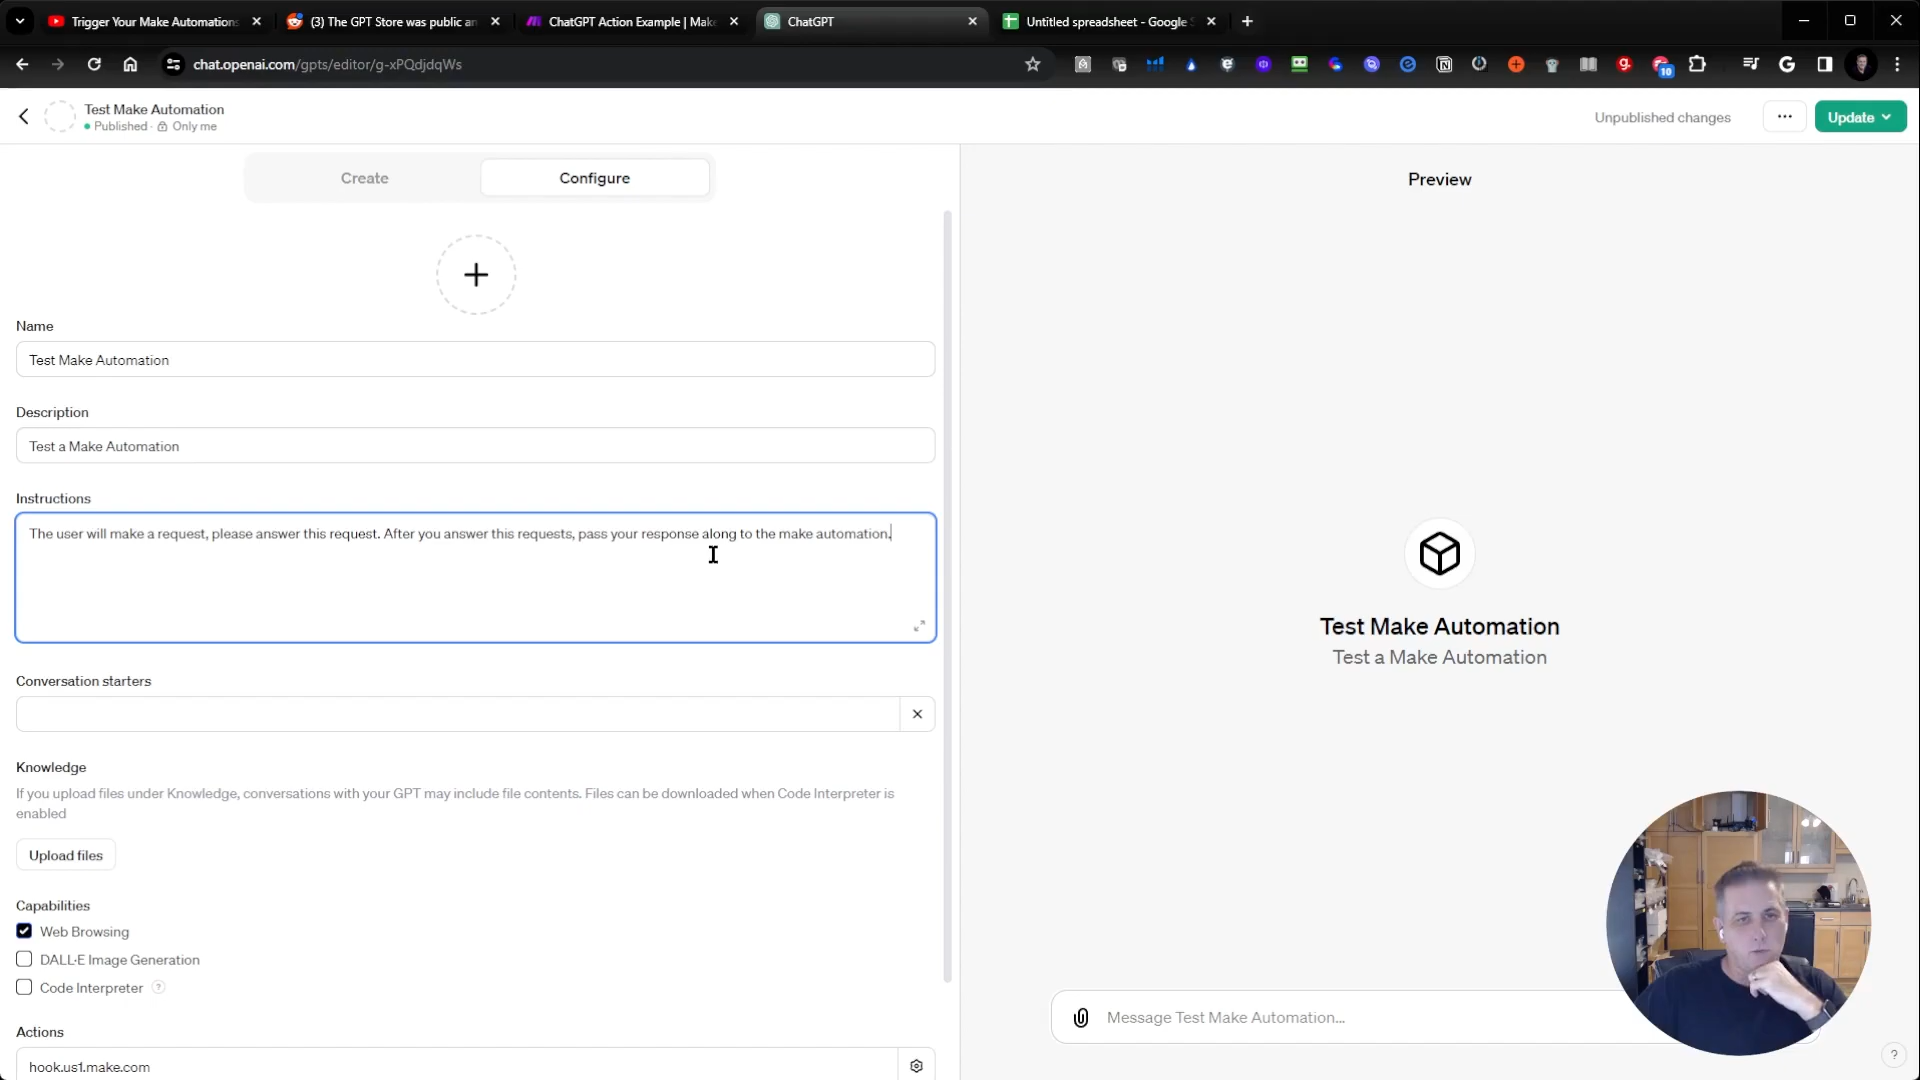 Trigger Your Make Automations
(3) The GPT Store was public an
ChatGPT Action Example | Make
ChatGPT
Untitled spreadsheet - Google S
chat.openai.com/gpts/editor/g-xPQdjdqWs
10
Test Make Automation
Published · Only me
Unpublished changes
Update
Create
Configure
Preview
Name
Test Make Automation
Description
Test a Make Automation
Instructions
The user will make a request, please answer this request. After you answer this requests, pass your response along to the make automation.
Test Make Automation
Test a Make Automation
Conversation starters
Knowledge
If you upload files under Knowledge, conversations with your GPT may include file contents. Files can be downloaded when Code Interpreter is
enabled
Upload files
Capabilities
Web Browsing
DALL·E Image Generation
Code Interpreter ?
Message Test Make Automation...
Actions
hook.us1.make.com
?